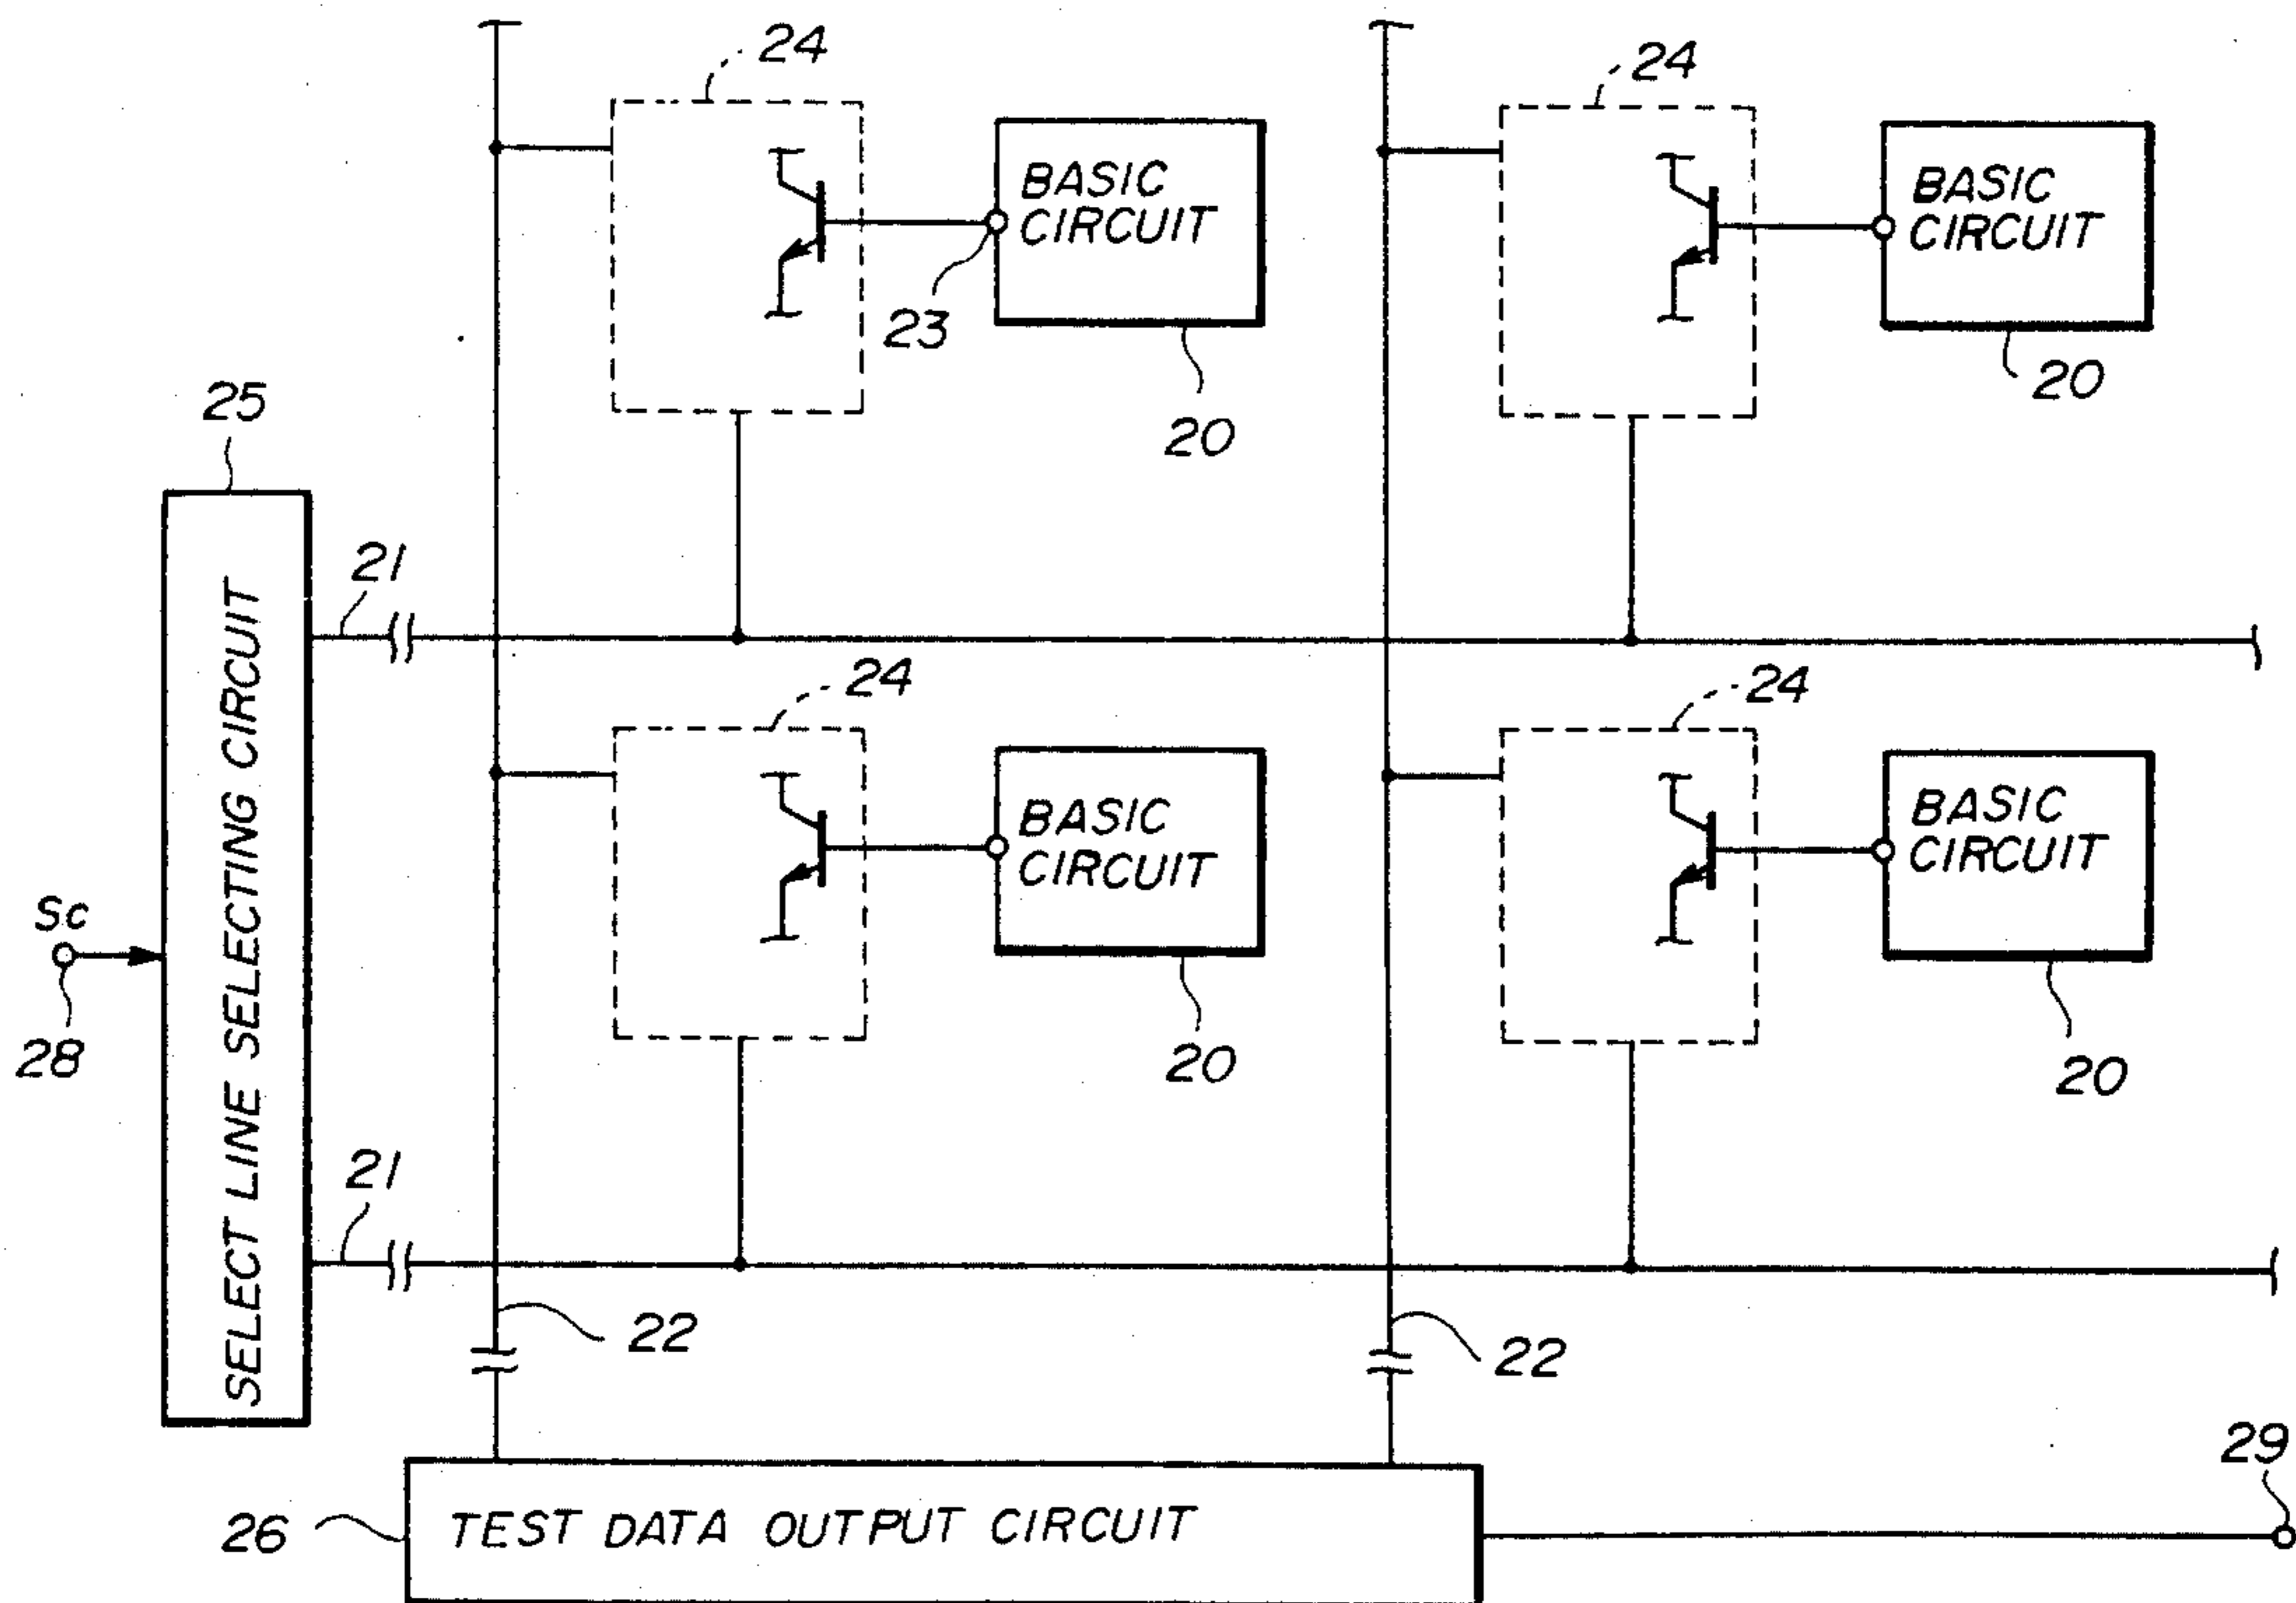 24
24
BASIC
CIRCUIT
BASIC
CIRCUIT
23
20
20
25
21
24
24
SELECT LINE SELECTING CIRCUIT
BASIC
CIRCUIT
BASIC
CIRCUIT
Sc
28
20
20
21
22
22
29
26
TEST DATA OUTPUT CIRCUIT